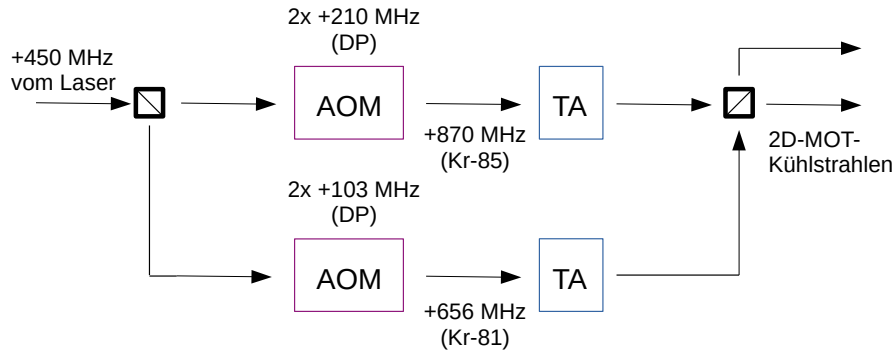 2x +210 MHz
(DP)
+450 MHz
vom Laser
AOM
TA
+870 MHz
(Kr-85)
2D-MOT-
Kühlstrahlen
2x +103 MHz
(DP)
AOM
TA
+656 MHz
(Kr-81)